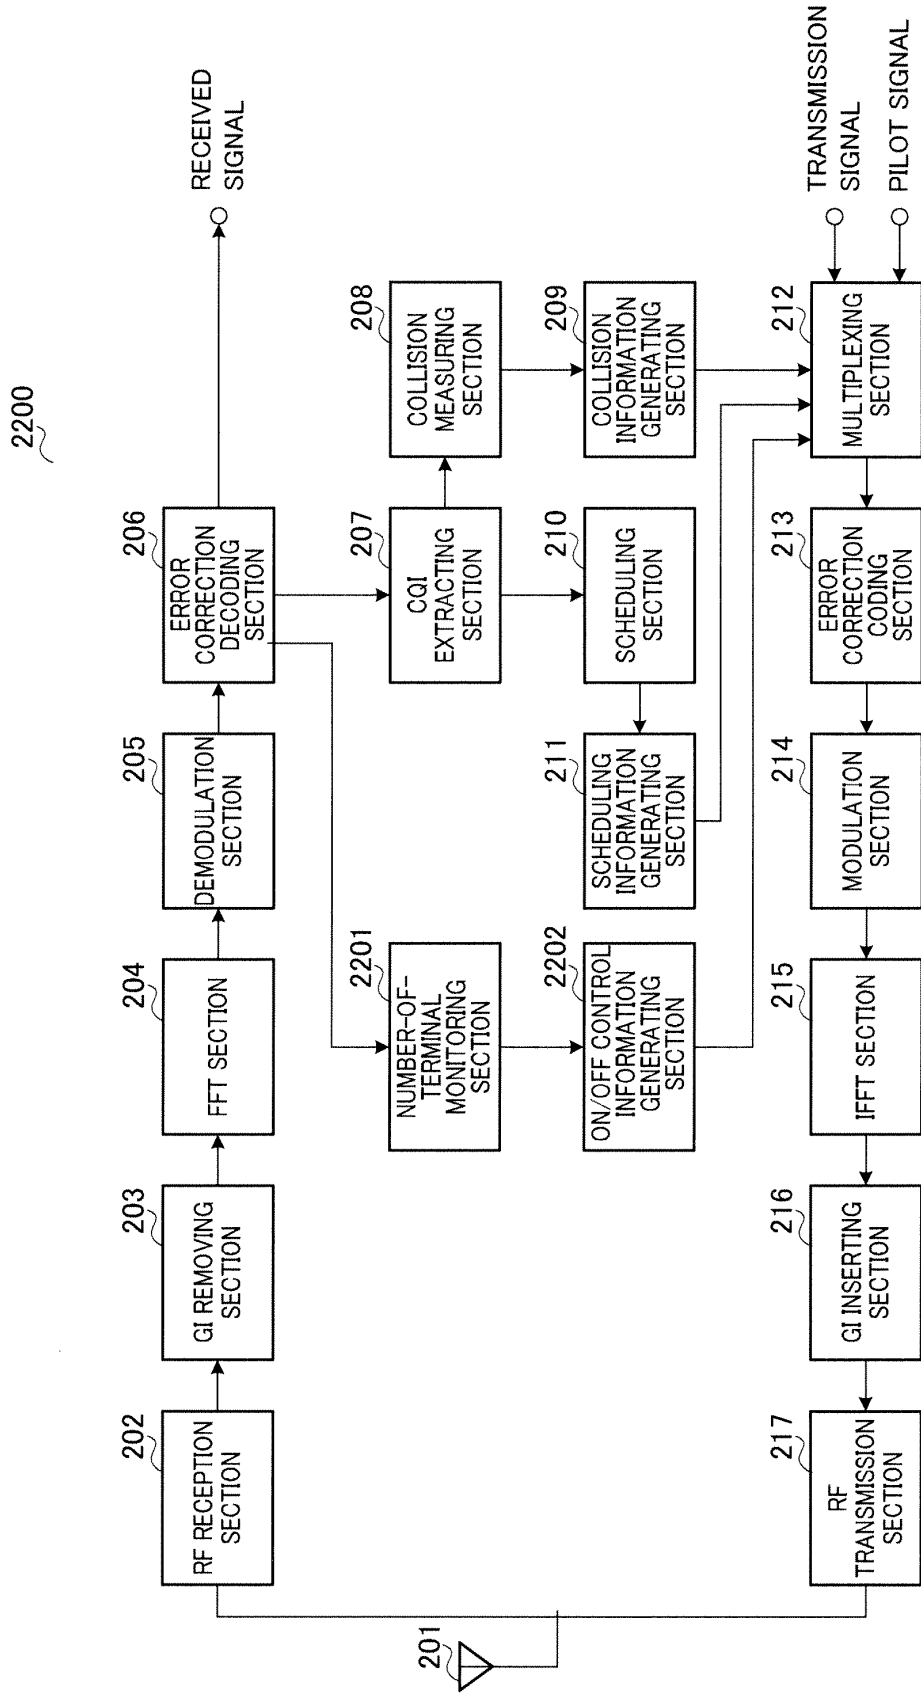 2200
201
202
RF RECEPTION
SECTION
203
GI REMOVING
SECTION
204
FFT SECTION
205
DEMODULATION
SECTION
206
ERROR
CORRECTION
DECODING
SECTION
RECEIVED
SIGNAL
2201
NUMBER-OF-
TERMINAL
MONITORING
SECTION
207
CQI
EXTRACTING
SECTION
208
COLLISION
MEASURING
SECTION
2202
ON/OFF CONTROL
INFORMATION
GENERATING
SECTION
211
SCHEDULING
INFORMATION
GENERATING
SECTION
210
SCHEDULING
SECTION
209
COLLISION
INFORMATION
GENERATING
SECTION
217
RF
TRANSMISSION
SECTION
216
GI INSERTING
SECTION
215
IFFT SECTION
214
MODULATION
SECTION
213
ERROR
CORRECTION
CODING
SECTION
212
MULTIPLEXING
SECTION
TRANSMISSION
SIGNAL
PILOT SIGNAL